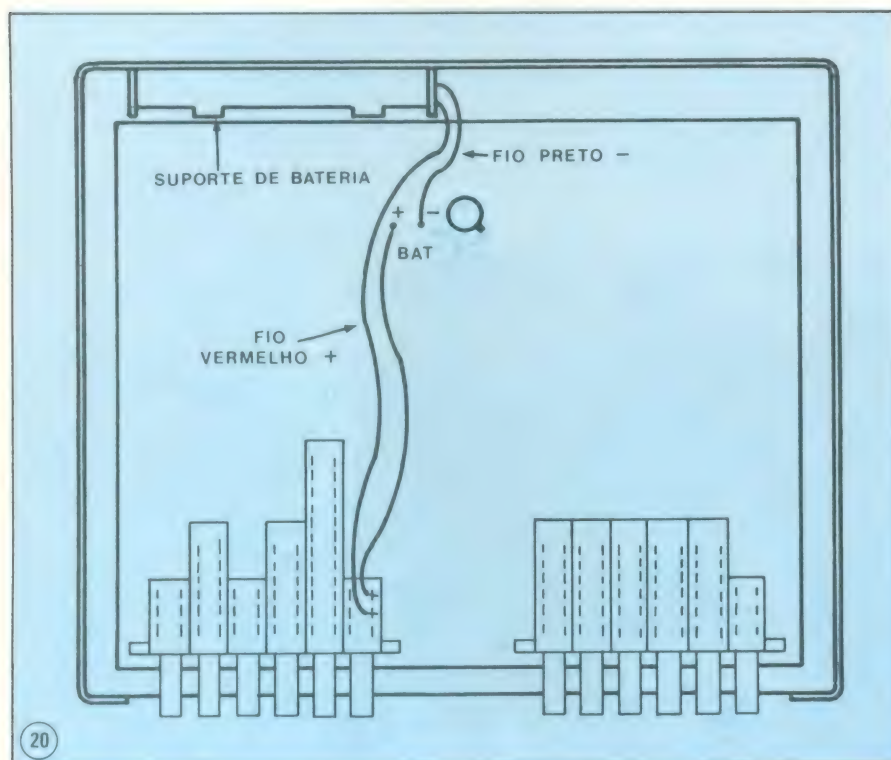 SUPORTE DE BATERIA
FIO PRETO −
+ −
BAT
FIO
VERMELHO +
+
+
20